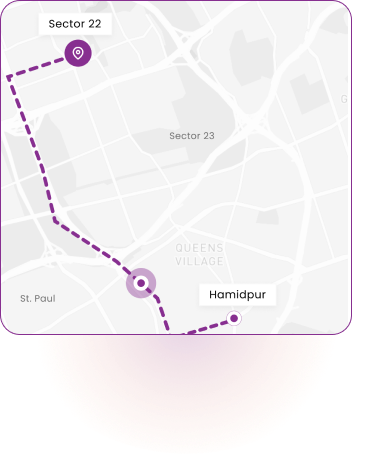 Sector 22
Sector 23
QUEENS
VILLAGE
Hamidpur
St. Paul